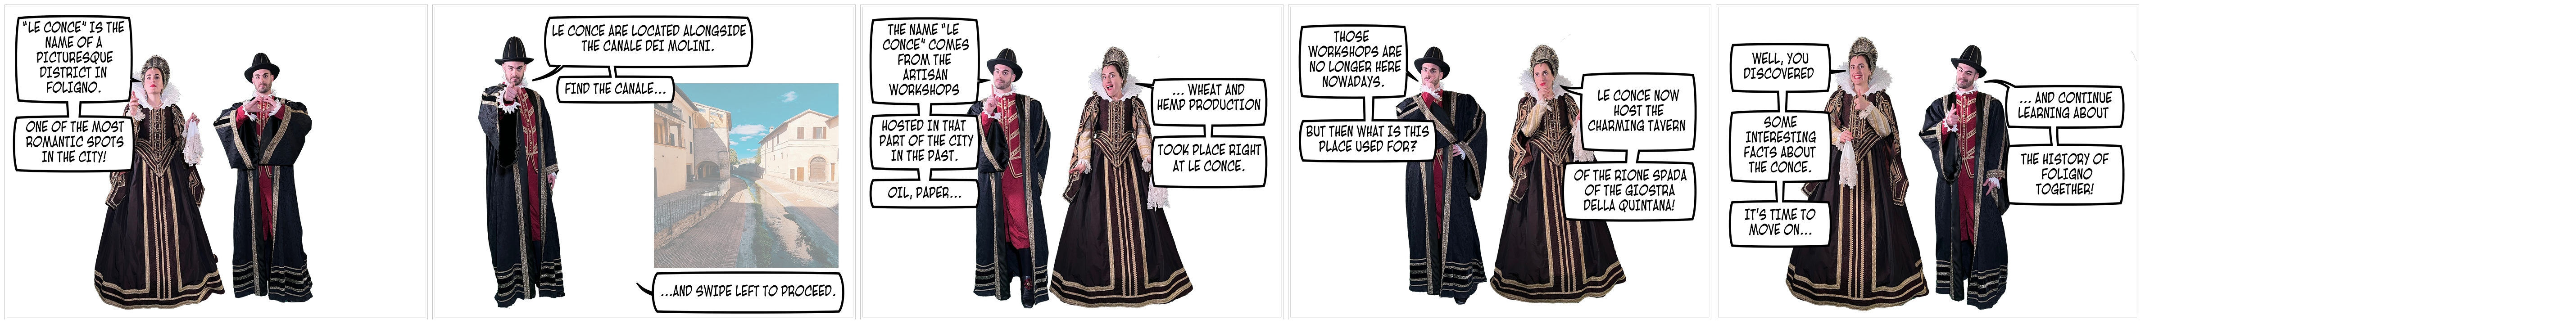 "LE CONCE" IS THE
NAME OF A
PICTURESQUE
DISTRICT IN
FOLIGNO.
ONE OF THE MOST
ROMANTIC SPOTS
IN THE CITY!
LE CONCE ARE LOCATED ALONGSIDE
THE CANALE DEI MOLINI.
FIND THE CANALE...
...AND SWIPE LEFT TO PROCEED.
THE NAME "LE
CONCE" COMES
FROM THE
ARTISAN
WORKSHOPS
HOSTED IN THAT
PART OF THE CITY
IN THE PAST.
OIL, PAPER...
... WHEAT AND
HEMP PRODUCTION
TOOK PLACE RIGHT
AT LE CONCE.
THOSE
WORKSHOPS ARE
NO LONGER HERE
NOWADAYS.
BUT THEN WHAT IS THIS
PLACE USED FOR?
LE CONCE NOW
HOST THE
CHARMING TAVERN
OF THE RIONE SPADA
OF THE GIOSTRA
DELLA QUINTANA!
WELL, YOU
DISCOVERED
SOME
INTERESTING
FACTS ABOUT
THE CONCE.
IT'S TIME TO
MOVE ON...
... AND CONTINUE
LEARNING ABOUT
THE HISTORY OF
FOLIGNO
TOGETHER!